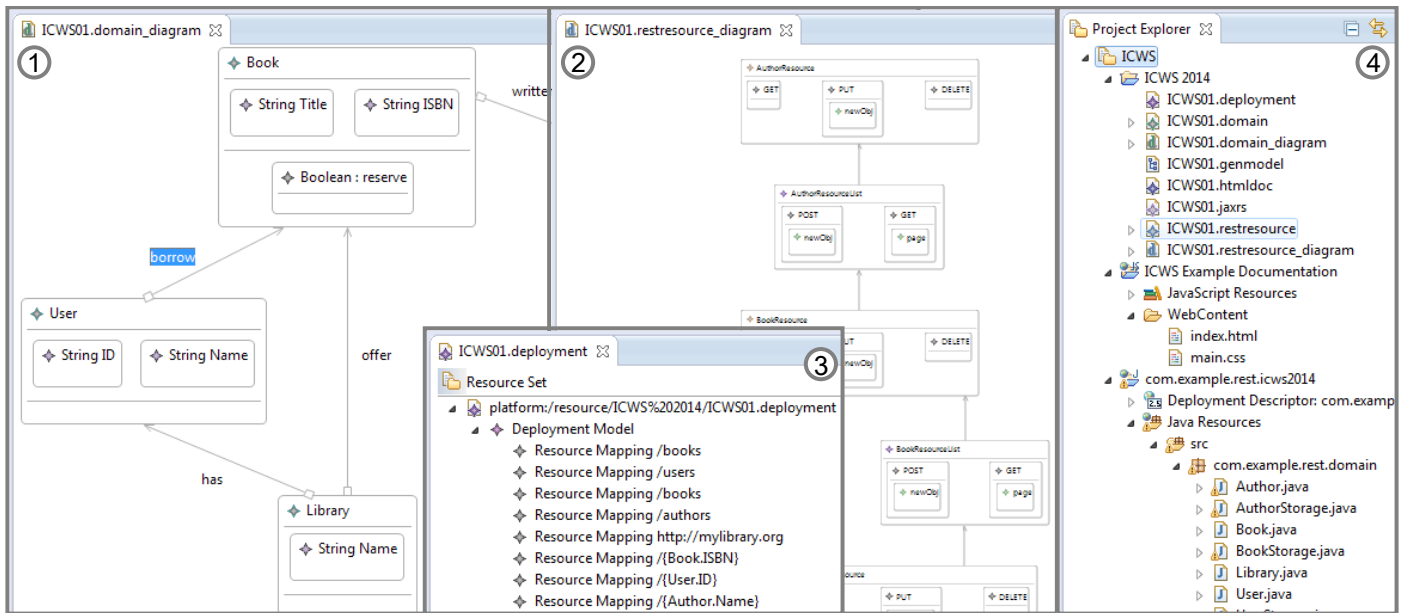 ICWS01.domain_diagram
1
Book
String Title
String ISBN
Boolean : reserve
borrow
User
String ID
String Name
offer
has
Library
String Name
ICWS01.restresource_diagram
2
AuthorResource
GET
PUT
newObj
DELETE
AuthorResourceList
POST
newObj
GET
page
BookResource
DELETE
BookResourceList
POST
newObj
GET
page
PUT
DELETE
ICWS01.deployment
3
Resource Set
platform:/resource/ICWS%202014/ICWS01.deployment
Deployment Model
Resource Mapping /books
Resource Mapping /users
Resource Mapping /books
Resource Mapping /authors
Resource Mapping http://mylibrary.org
Resource Mapping /{Book.ISBN}
Resource Mapping /{User.ID}
Resource Mapping /{Author.Name}
Project Explorer
4
ICWS
ICWS 2014
ICWS01.deployment
ICWS01.domain
ICWS01.domain_diagram
ICWS01.genmodel
ICWS01.htmldoc
ICWS01.jaxrs
ICWS01.restresource
ICWS01.restresource_diagram
ICWS Example Documentation
JavaScript Resources
WebContent
index.html
main.css
com.example.rest.icws2014
Deployment Descriptor: com.examp
Java Resources
src
com.example.rest.domain
Author.java
AuthorStorage.java
Book.java
BookStorage.java
Library.java
User.java